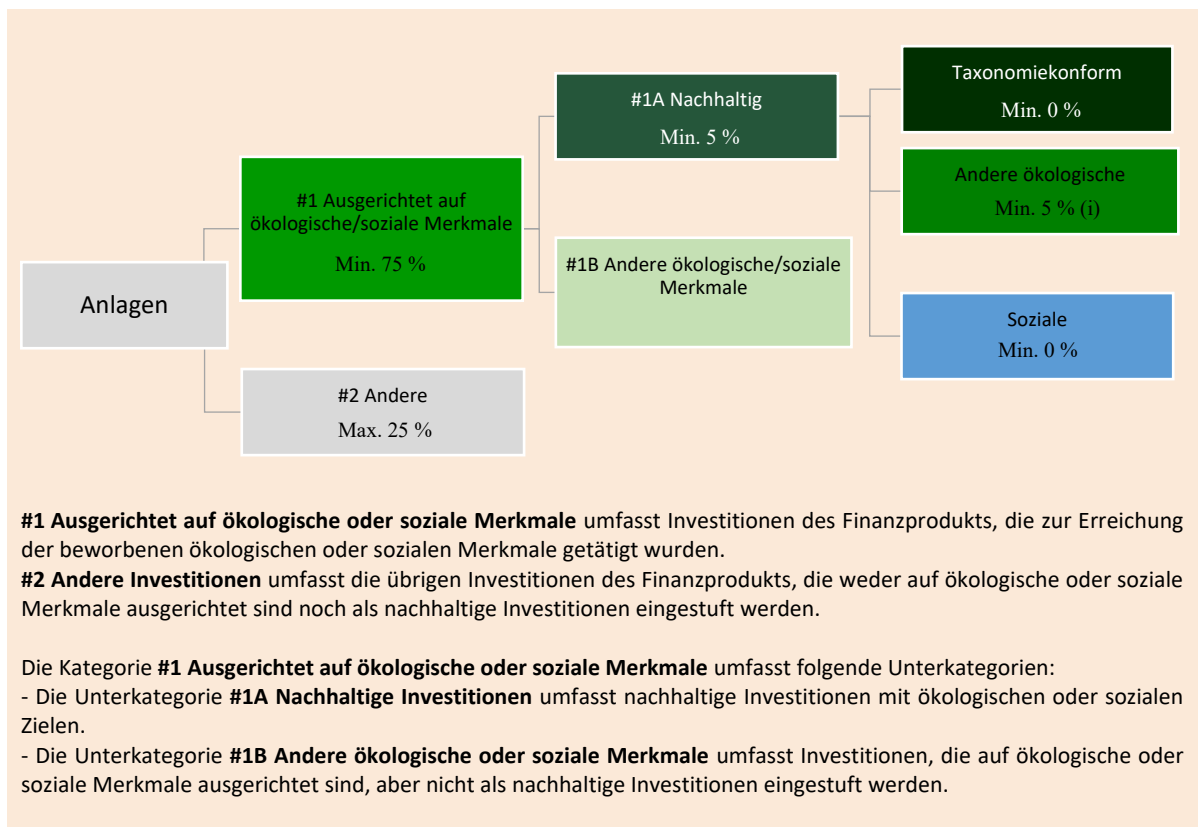 Taxonomiekonform
Min. 0 %
#1A Nachhaltig
Min. 5 %
Andere ökologische
Min. 5 % (i)
#1 Ausgerichtet auf
ökologische/soziale Merkmale
Min. 75 %
#1B Andere ökologische/soziale
Merkmale
Anlagen
Soziale
Min. 0 %
#2 Andere
Max. 25 %
#1 Ausgerichtet auf ökologische oder soziale Merkmale umfasst Investitionen des Finanzprodukts, die zur Erreichung
der beworbenen ökologischen oder sozialen Merkmale getätigt wurden.
#2 Andere Investitionen umfasst die übrigen Investitionen des Finanzprodukts, die weder auf ökologische oder soziale
Merkmale ausgerichtet sind noch als nachhaltige Investitionen eingestuft werden.
Die Kategorie #1 Ausgerichtet auf ökologische oder soziale Merkmale umfasst folgende Unterkategorien:
- Die Unterkategorie #1A Nachhaltige Investitionen umfasst nachhaltige Investitionen mit ökologischen oder sozialen
Zielen.
- Die Unterkategorie #1B Andere ökologische oder soziale Merkmale umfasst Investitionen, die auf ökologische oder
soziale Merkmale ausgerichtet sind, aber nicht als nachhaltige Investitionen eingestuft werden.